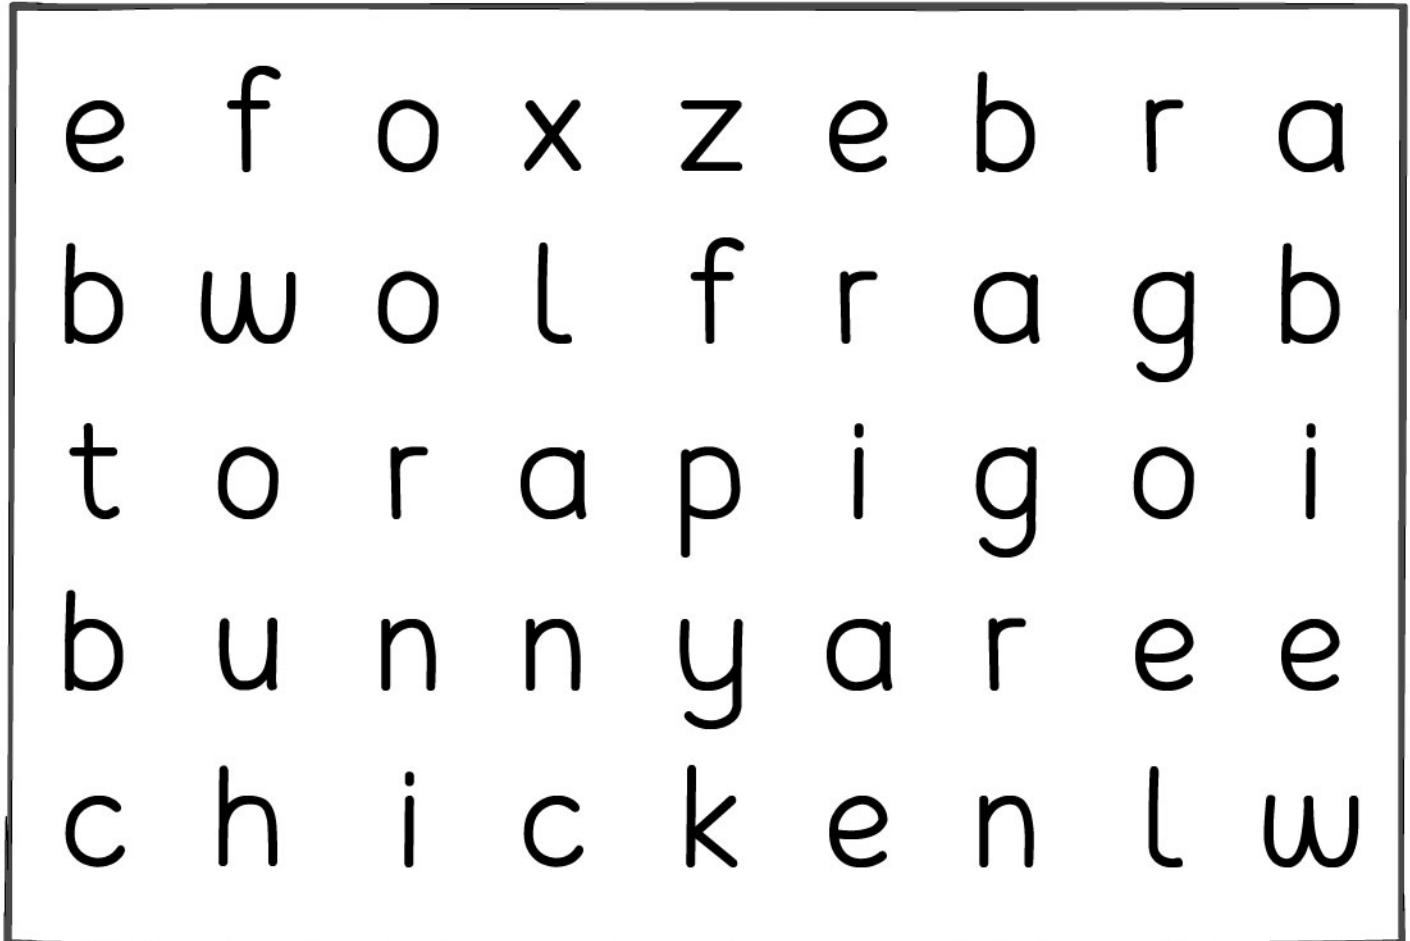 e f o x z e b r a
b w o l f r a g b
t o r a p i g o i
b u n n y a r e e
c h i c k e n l w